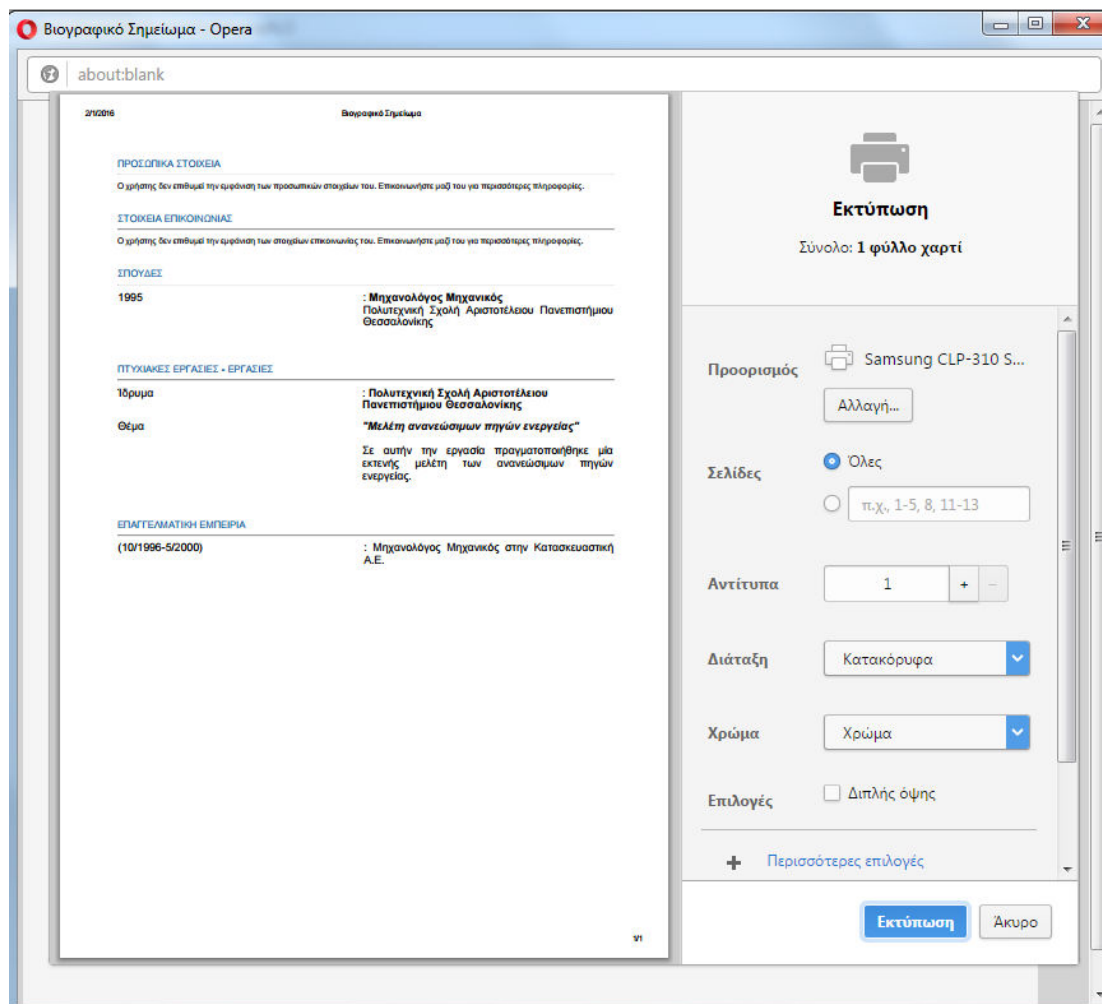 Βιογραφικό Σημείωμα - Opera
about:blank
2/1/2016 Βιογραφικό Σημείωμα
ΠΡΟΣΩΠΙΚΑ ΣΤΟΙΧΕΙΑ
Ο χρήστης δεν επιθυμεί την εμφάνιση των προσωπικών στοιχείων του. Επικοινωνήστε μαζί του για περισσότερες πληροφορίες.
ΣΤΟΙΧΕΙΑ ΕΠΙΚΟΙΝΩΝΙΑΣ
Ο χρήστης δεν επιθυμεί την εμφάνιση των στοιχείων επικοινωνίας του. Επικοινωνήστε μαζί του για περισσότερες πληροφορίες.
ΣΠΟΥΔΕΣ
1995 : Μηχανολόγος Μηχανικός
Πολυτεχνική Σχολή Αριστοτέλειου Πανεπιστήμιου
Θεσσαλονίκης
ΠΤΥΧΙΑΚΕΣ ΕΡΓΑΣΙΕΣ - ΕΡΓΑΣΙΕΣ
Ίδρυμα : Πολυτεχνική Σχολή Αριστοτέλειου
Πανεπιστήμιου Θεσσαλονίκης
Θέμα "Μελέτη ανανεώσιμων πηγών ενεργείας"
Σε αυτήν την εργασία πραγματοποιήθηκε μία
εκτενής μελέτη των ανανεώσιμων πηγών
ενεργείας.
ΕΠΑΓΓΕΛΜΑΤΙΚΗ ΕΜΠΕΙΡΙΑ
(10/1996-5/2000) : Μηχανολόγος Μηχανικός στην Κατασκευαστική
Α.Ε.
1/1
Εκτύπωση
Σύνολο: 1 φύλλο χαρτί
Προορισμός Samsung CLP-310 S...
Αλλαγή...
Σελίδες Όλες
π.χ., 1-5, 8, 11-13
Αντίτυπα 1 + -
Διάταξη Κατακόρυφα
Χρώμα Χρώμα
Επιλογές Διπλής όψης
+ Περισσότερες επιλογές
Εκτύπωση Άκυρο